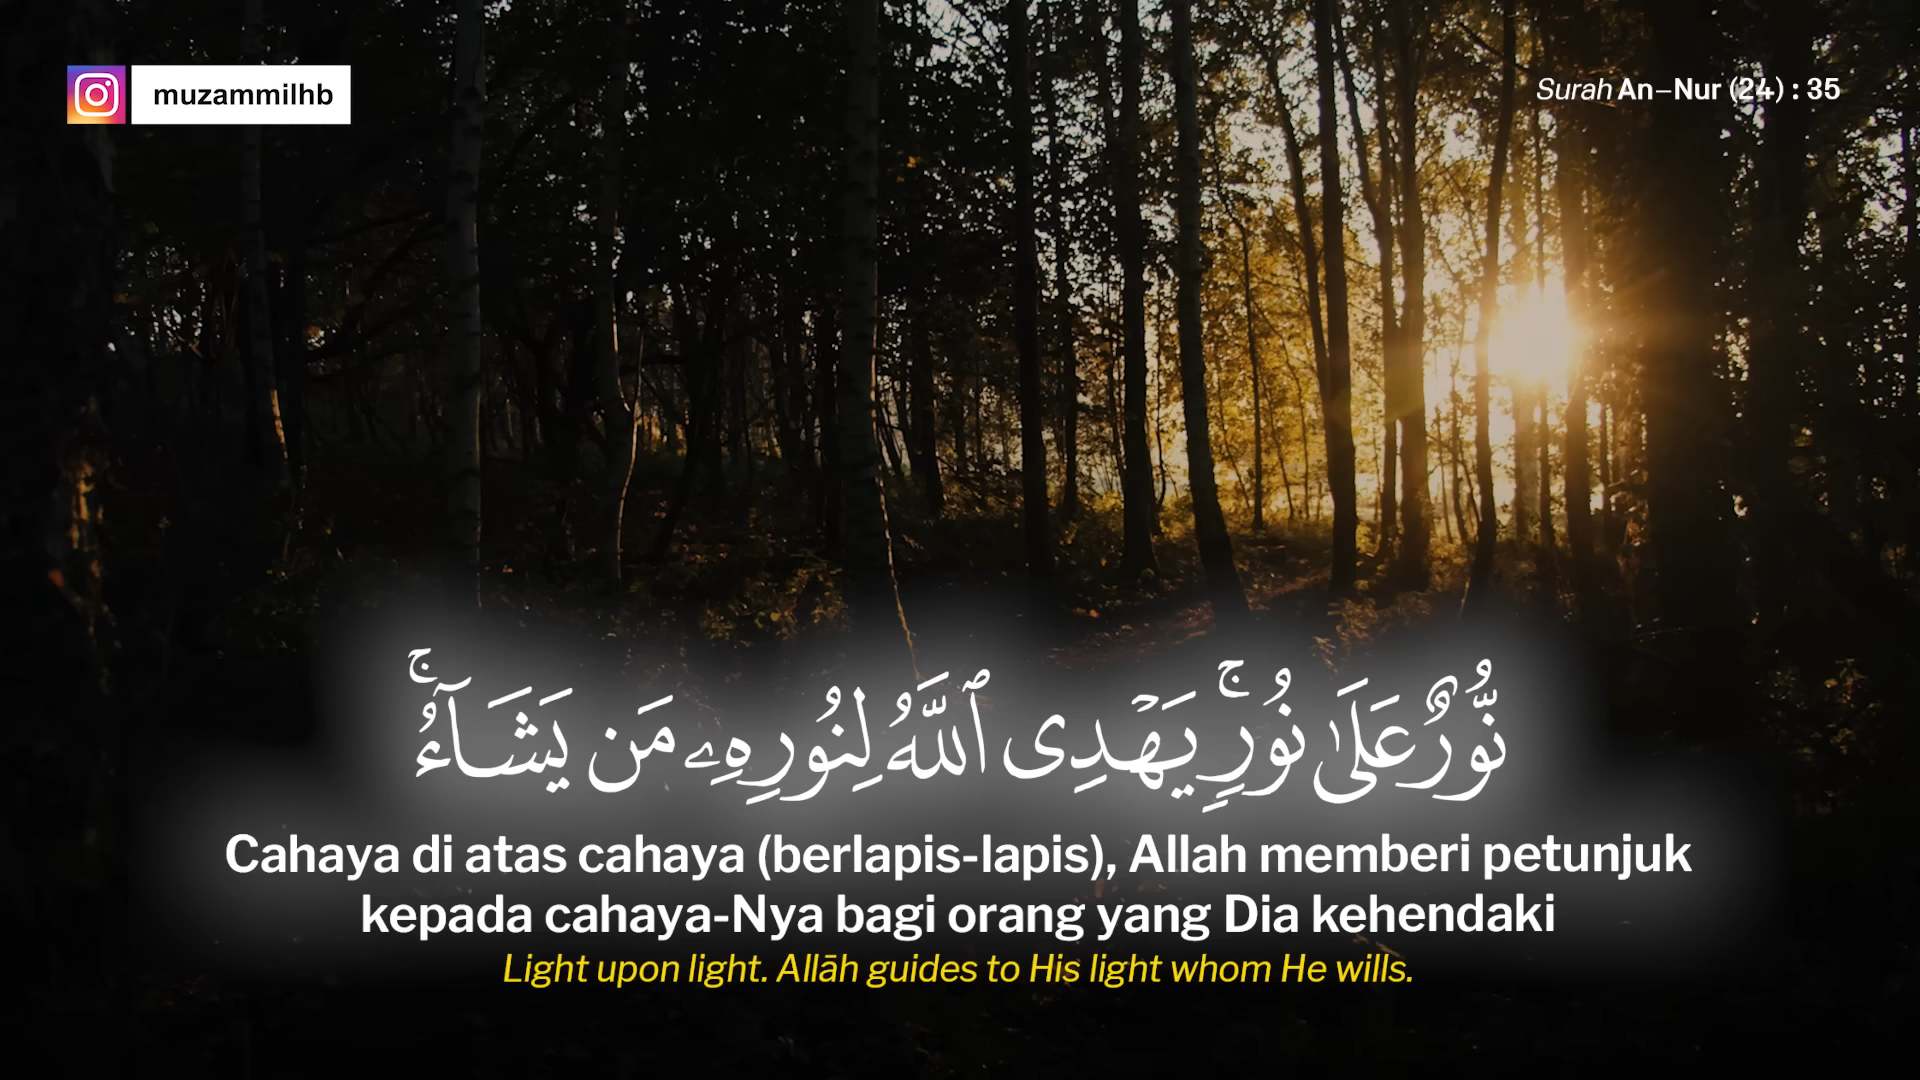 muzammilhb
Surah An–Nur (24) : 35
نُّورٌ عَلَىٰ نُورٍۚ يَهْدِى ٱللَّهُ لِنُورِهِۦ مَن يَشَآءُۚ
Cahaya di atas cahaya (berlapis-lapis), Allah memberi petunjuk
kepada cahaya-Nya bagi orang yang Dia kehendaki
Light upon light. Allāh guides to His light whom He wills.